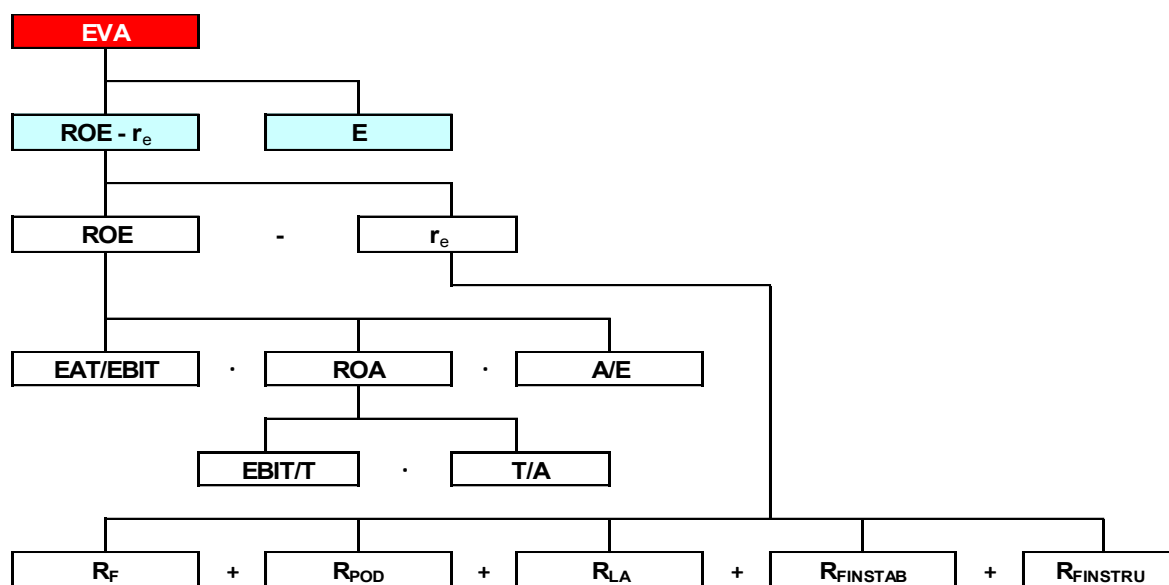 EVA
ROE - re E
ROE - re
EAT/EBIT · ROA · A/E
EBIT/T · T/A
RF + RPOD + RLA + RFINSTAB + RFINSTRU